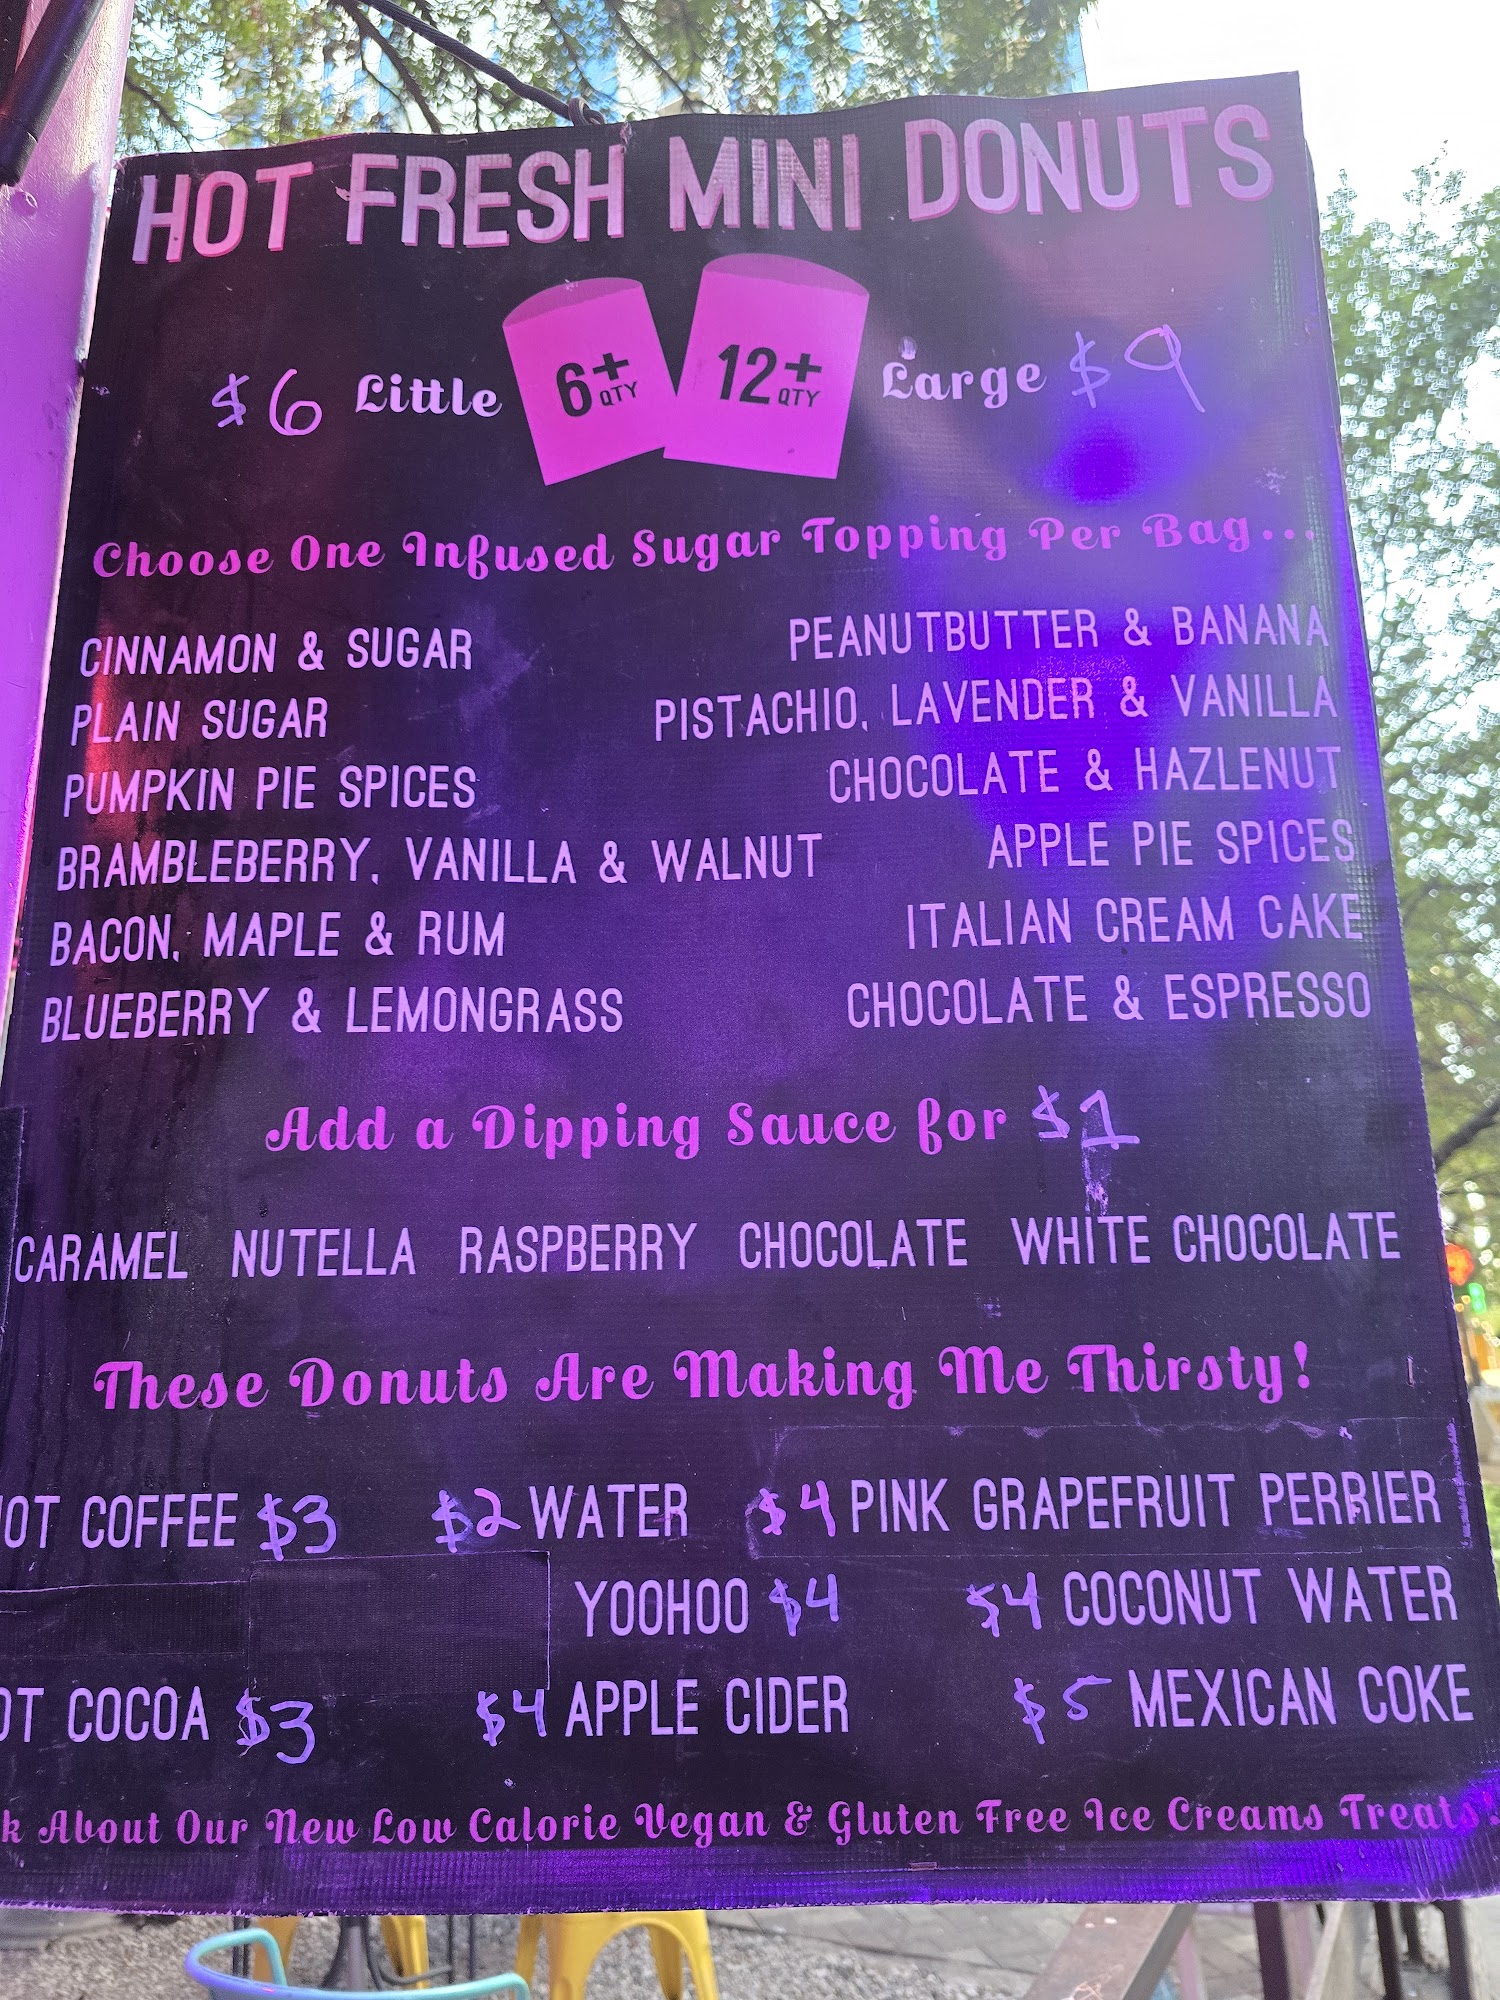 HOT FRESH MINI DONUTS
$6 Little 6+ QTY 12+ QTY Large $9
Choose One Infused Sugar Topping Per Bag...
CINNAMON & SUGAR PEANUTBUTTER & BANANA
PLAIN SUGAR PISTACHIO, LAVENDER & VANILLA
PUMPKIN PIE SPICES CHOCOLATE & HAZLENUT
BRAMBLEBERRY, VANILLA & WALNUT APPLE PIE SPICES
BACON, MAPLE & RUM ITALIAN CREAM CAKE
BLUEBERRY & LEMONGRASS CHOCOLATE & ESPRESSO
Add a Dipping Sauce for $1
CARAMEL NUTELLA RASPBERRY CHOCOLATE WHITE CHOCOLATE
These Donuts Are Making Me Thirsty!
OT COFFEE $3 $2 WATER $4 PINK GRAPEFRUIT PERRIER
YOOHOO $4 $4 COCONUT WATER
OT COCOA $3 $4 APPLE CIDER $5 MEXICAN COKE
k About Our New Low Calorie Vegan & Gluten Free Ice Creams Treats!